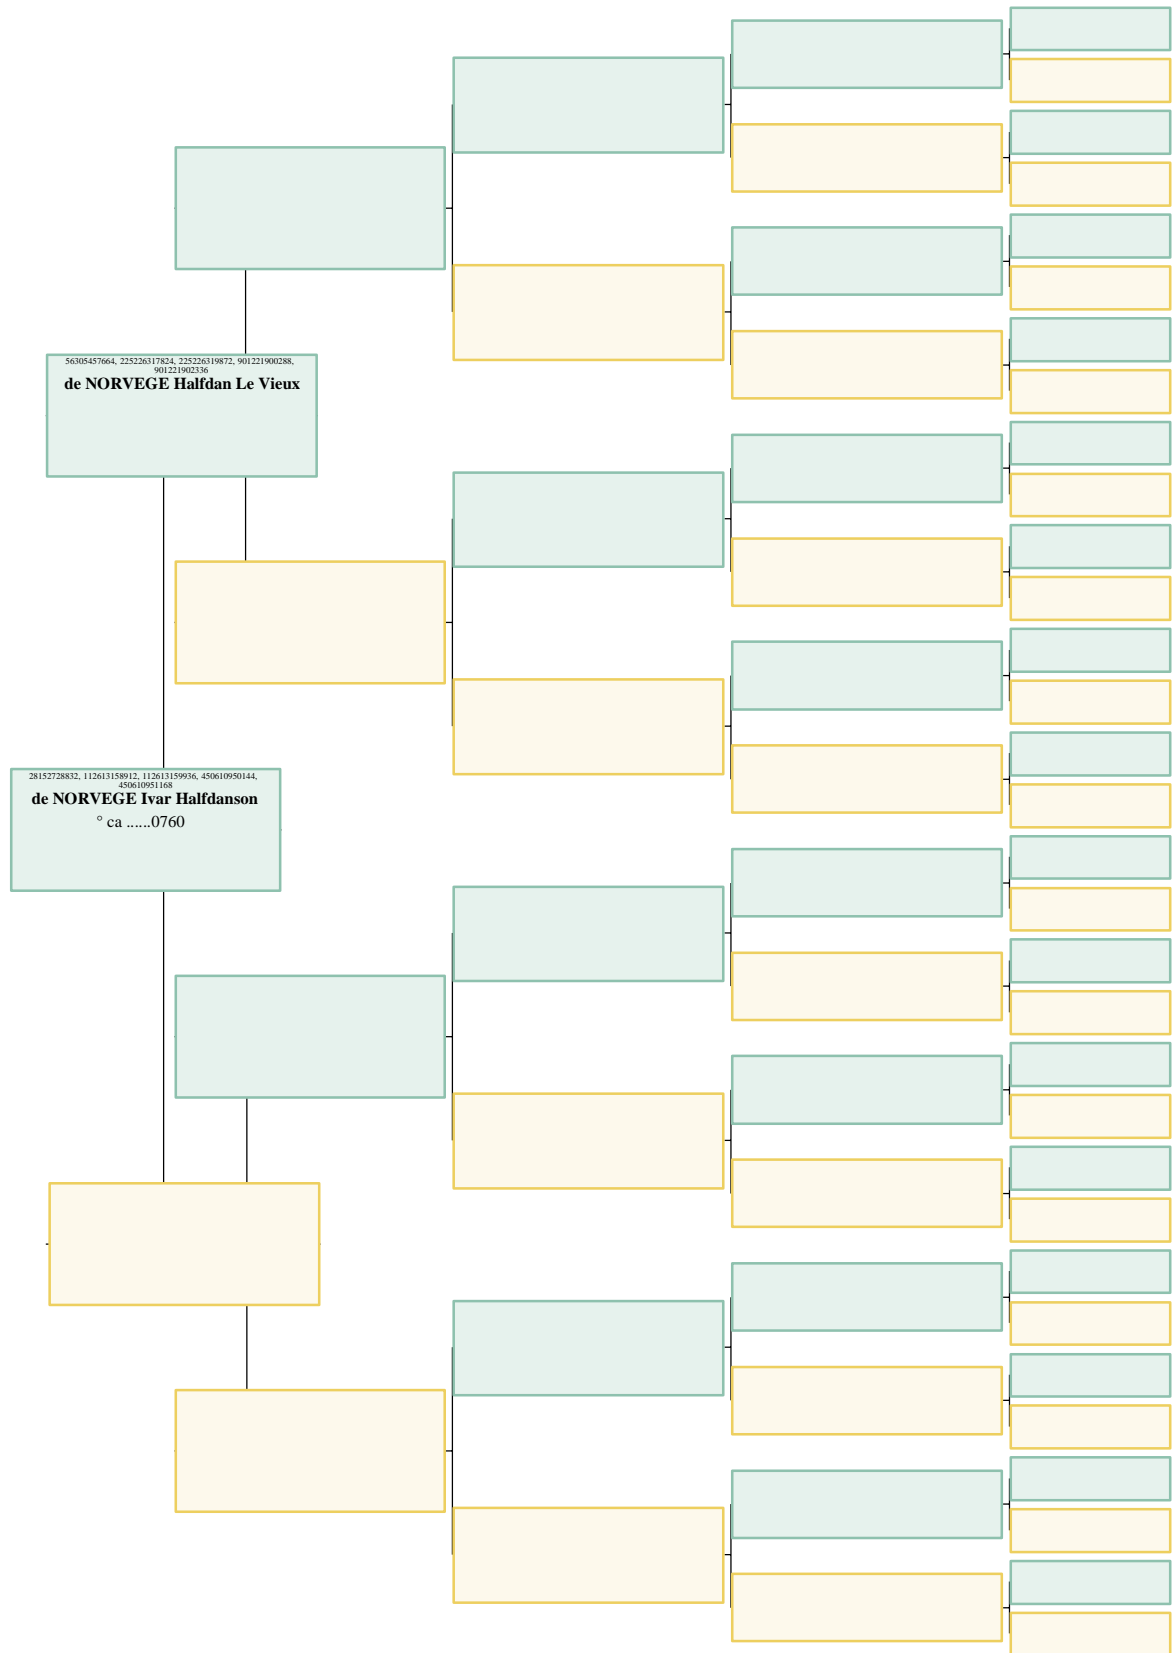 56305457664, 225226317824, 225226319872, 901221900288,
901221902336
de NORVEGE Halfdan Le Vieux
28152728832, 112613158912, 112613159936, 450610950144,
450610951168
de NORVEGE Ivar Halfdanson
° ca ......0760